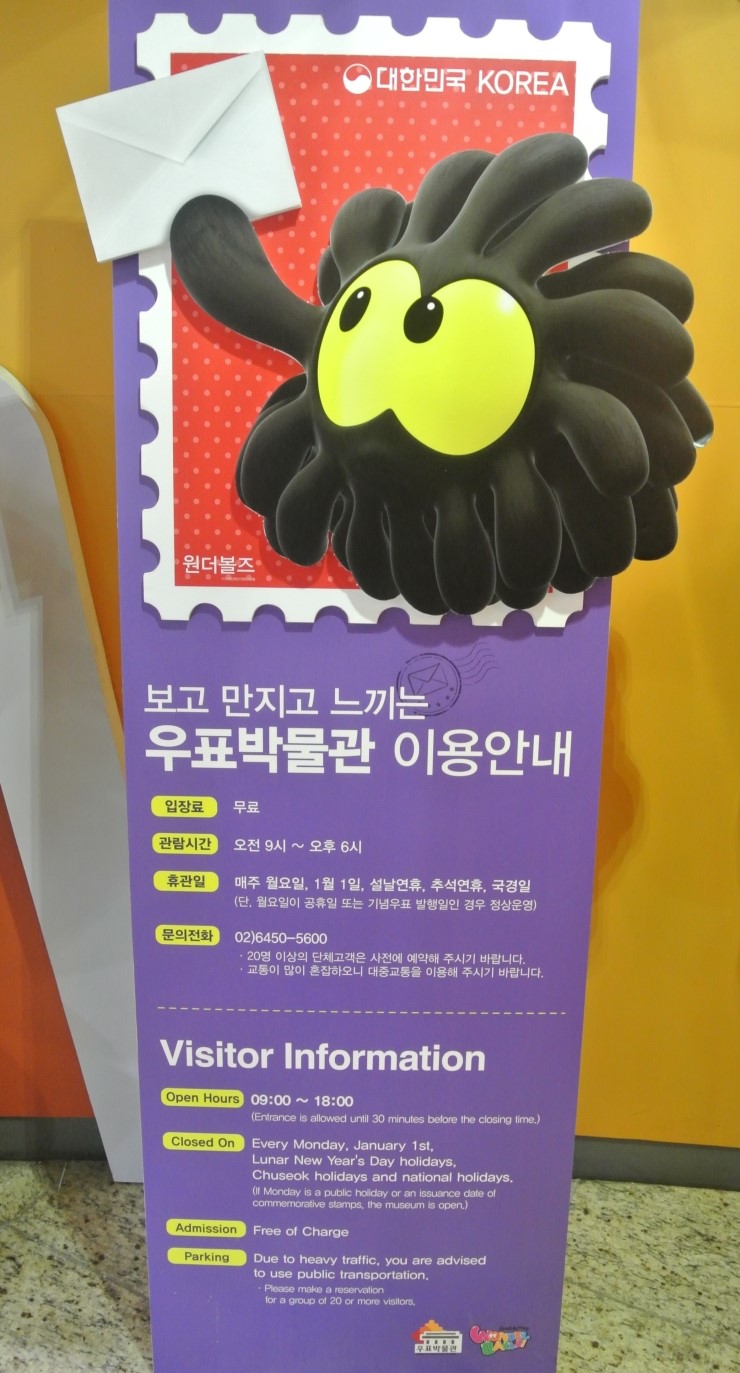 대한민국 KOREA
원더볼즈
보고 만지고 느끼는
우표박물관 이용안내
입장료 무료
관람시간 오전 9시 ~ 오후 6시
휴관일 매주 월요일, 1월 1일, 설날연휴, 추석연휴, 국경일
(단, 월요일이 공휴일 또는 기념우표 발행일인 경우 정상운영)
문의전화 02)6450-5600
· 20명 이상의 단체고객은 사전에 예약해 주시기 바랍니다.
· 교통이 많이 혼잡하오니 대중교통을 이용해 주시기 바랍니다.
Visitor Information
Open Hours 09:00 ~ 18:00
(Entrance is allowed until 30 minutes before the closing time.)
Closed On Every Monday, January 1st,
Lunar New Year's Day holidays,
Chuseok holidays and national holidays.
(If Monday is a public holiday or an issuance date of
commemorative stamps, the museum is open.)
Admission Free of Charge
Parking Due to heavy traffic, you are advised
to use public transportation.
· Please make a reservation
for a group of 20 or more visitors.
우표박물관